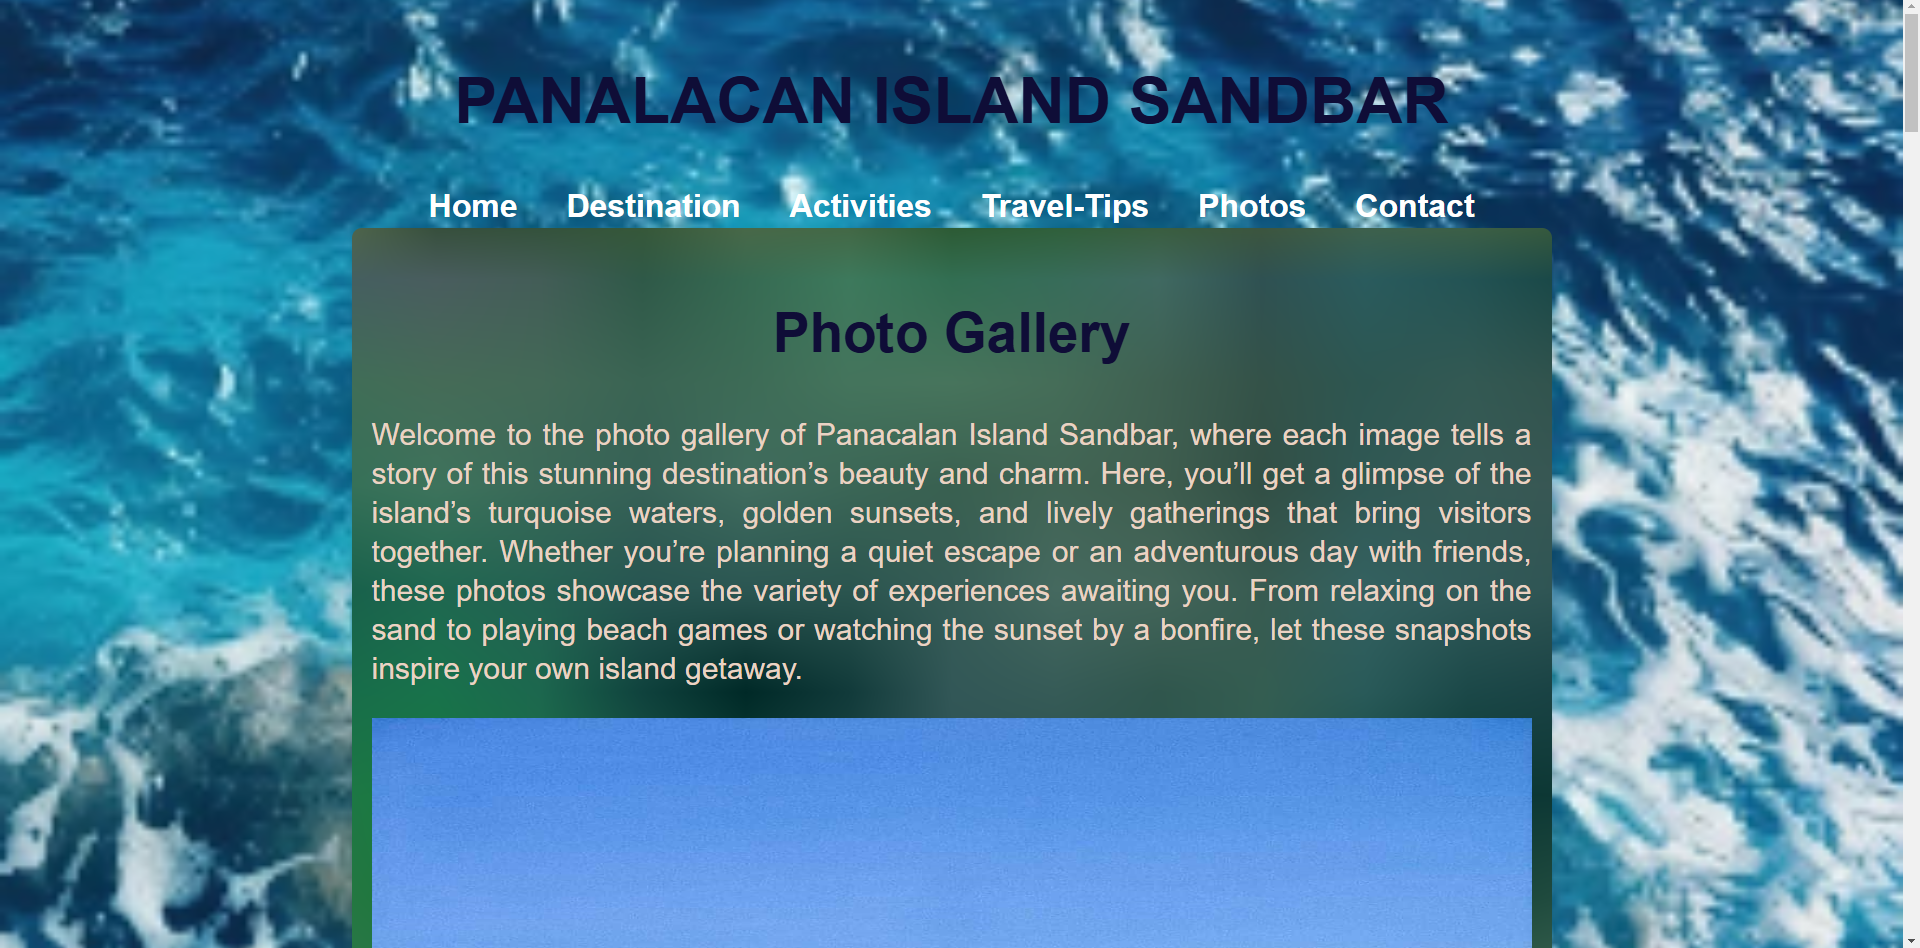 PANALACAN ISLAND SANDBAR
Home Destination Activities Travel-Tips Photos Contact
Photo Gallery
Welcome to the photo gallery of Panacalan Island Sandbar, where each image tells a
story of this stunning destination’s beauty and charm. Here, you’ll get a glimpse of the
island’s turquoise waters, golden sunsets, and lively gatherings that bring visitors
together. Whether you’re planning a quiet escape or an adventurous day with friends,
these photos showcase the variety of experiences awaiting you. From relaxing on the
sand to playing beach games or watching the sunset by a bonfire, let these snapshots
inspire your own island getaway.